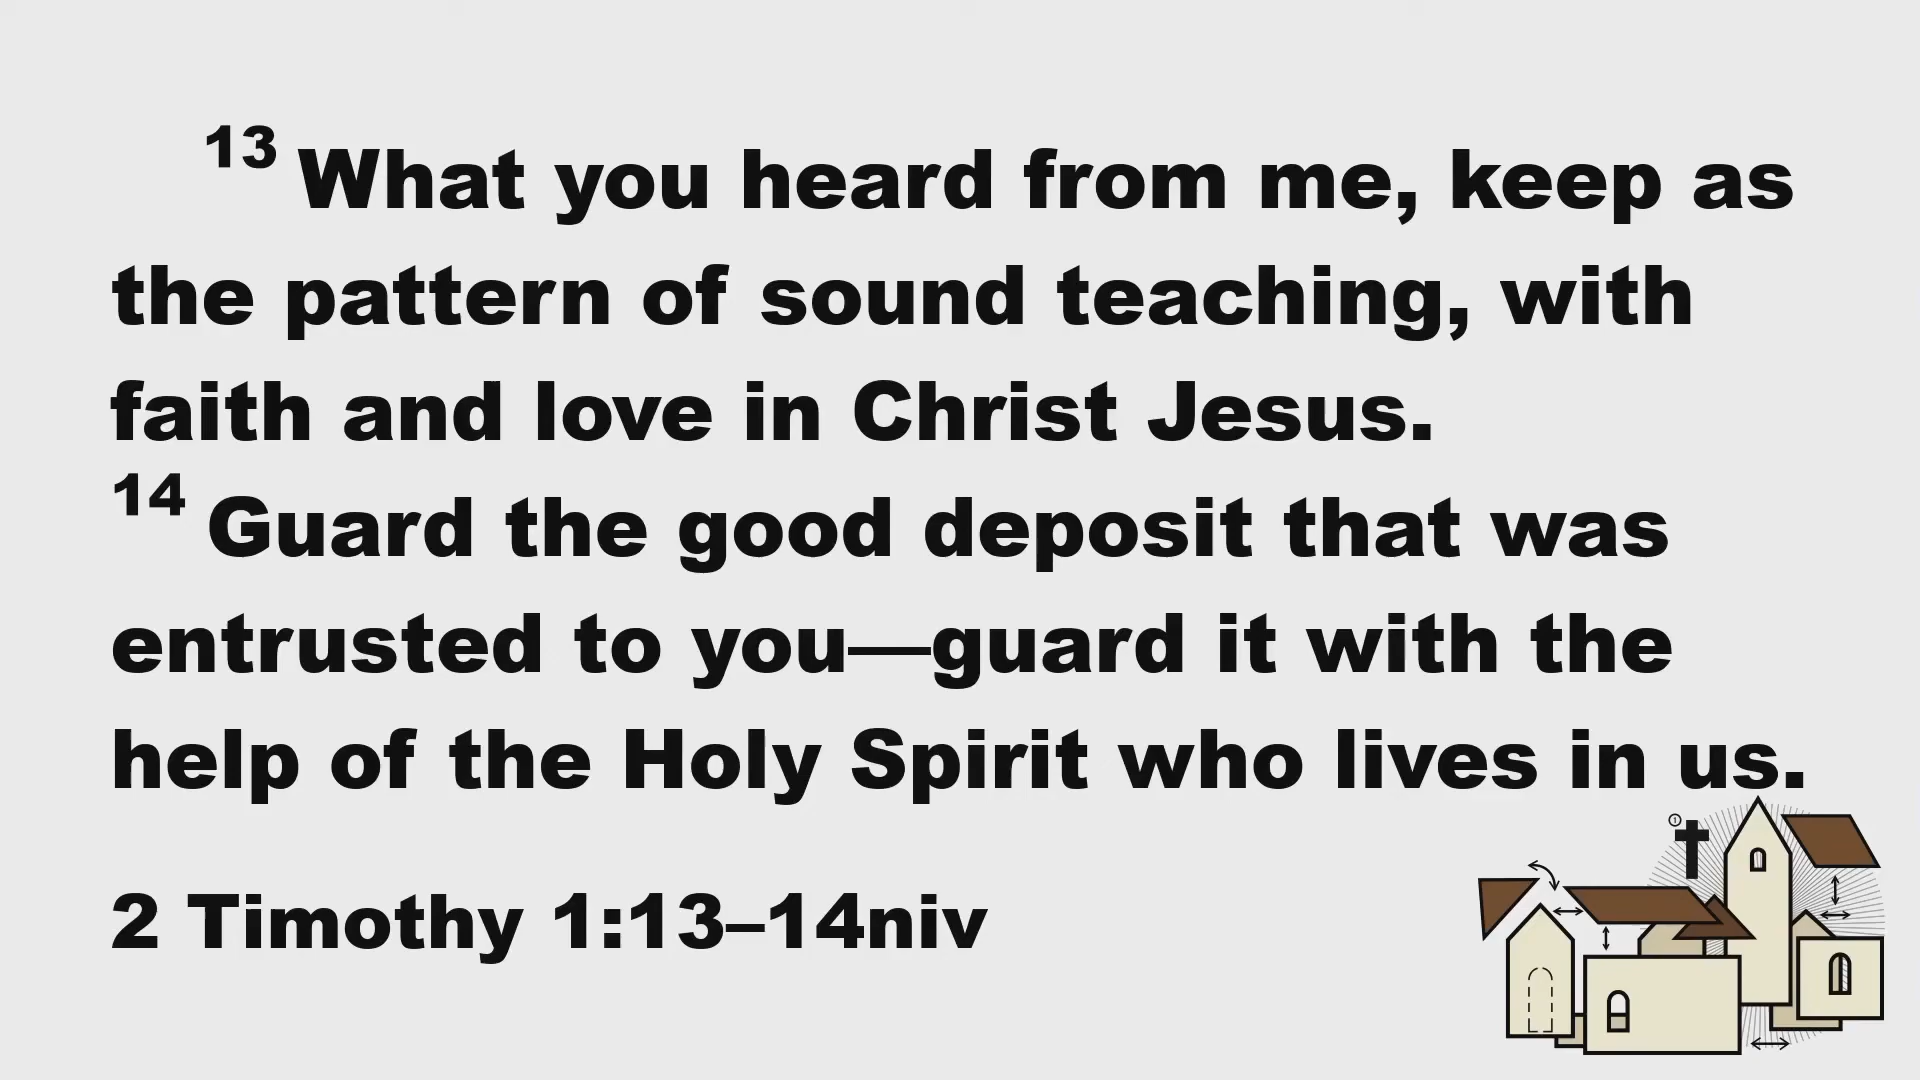 13 What you heard from me, keep as
the pattern of sound teaching, with
faith and love in Christ Jesus.
14 Guard the good deposit that was
entrusted to you—guard it with the
help of the Holy Spirit who lives in us.
2 Timothy 1:13–14niv
1